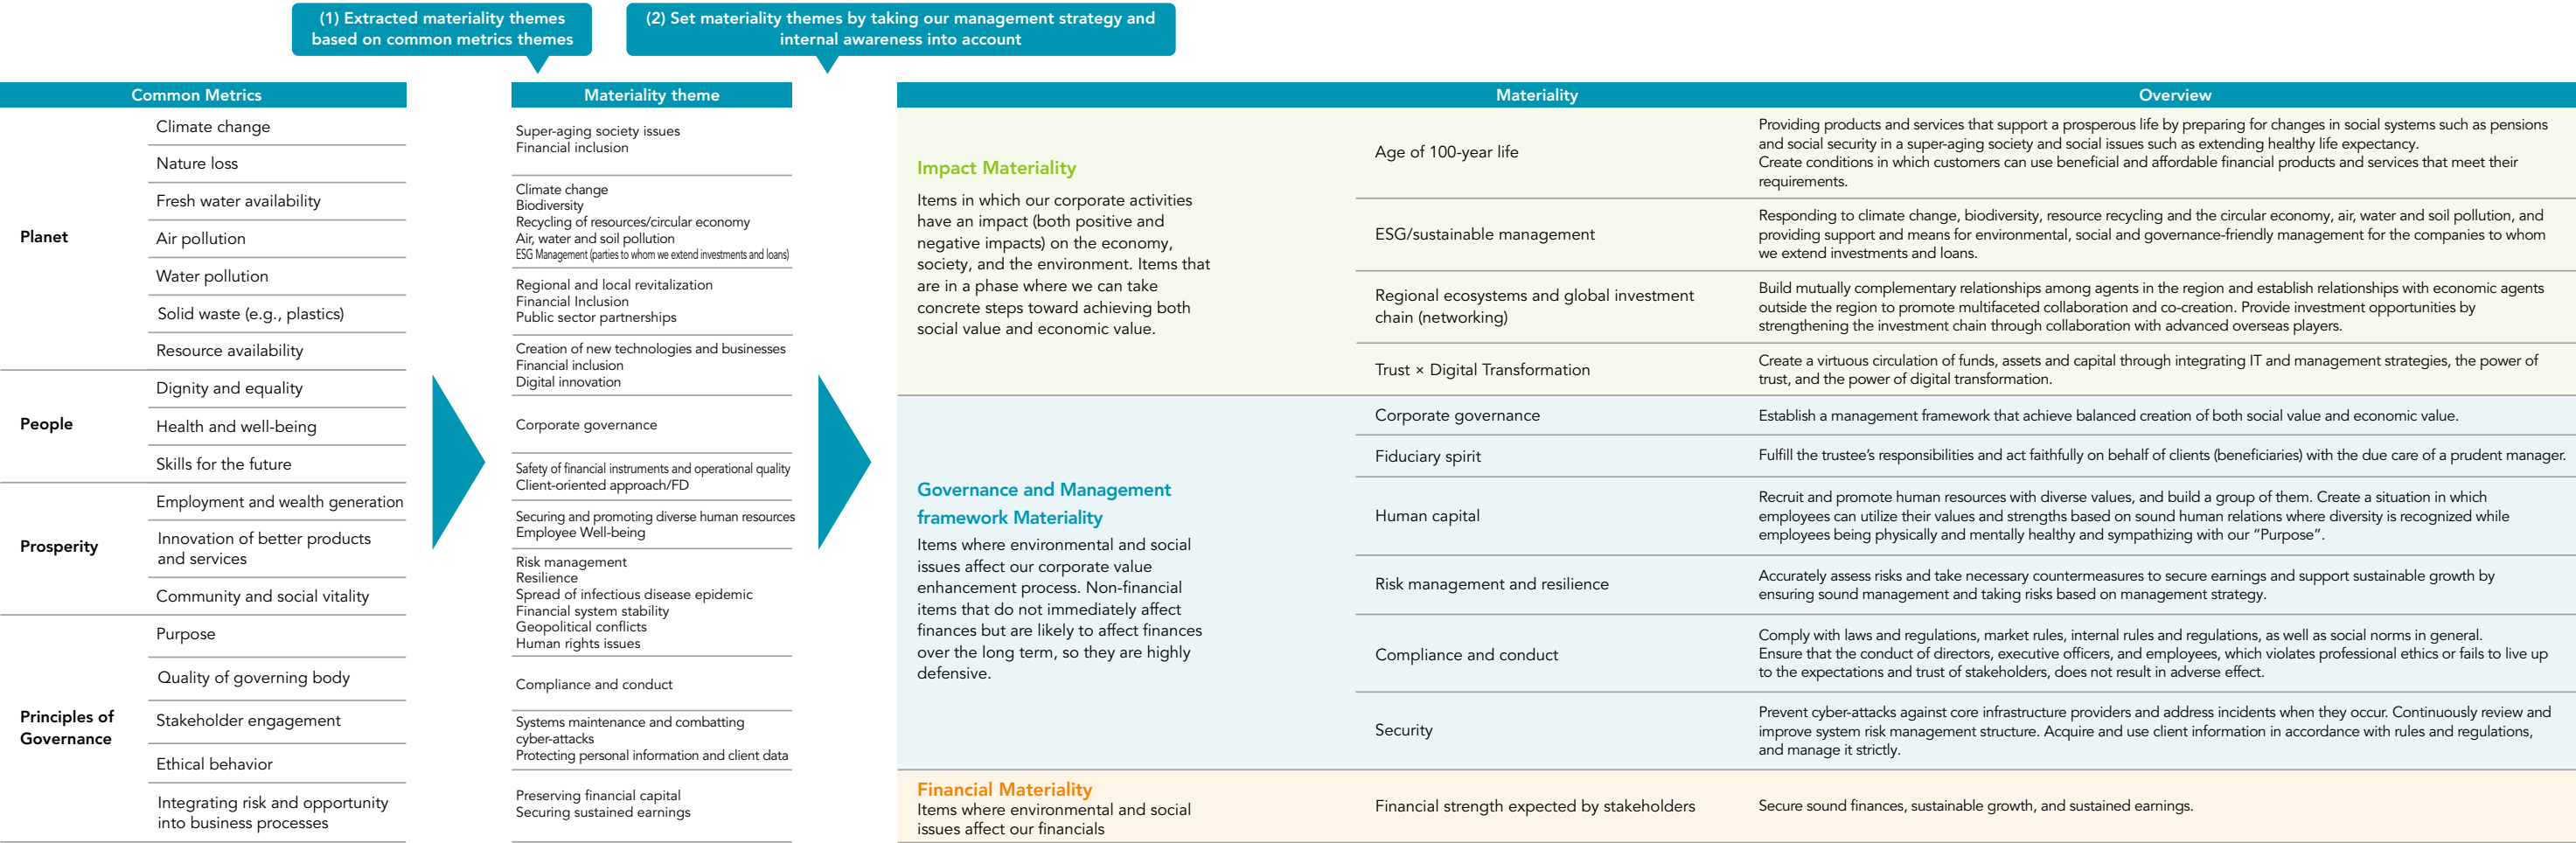 (1) Extracted materiality themes
based on common metrics themes
(2) Set materiality themes by taking our management strategy and
internal awareness into account
Common Metrics
Planet
Climate change
Nature loss
Fresh water availability
Air pollution
Water pollution
Solid waste (e.g., plastics)
Resource availability
People
Dignity and equality
Health and well-being
Skills for the future
Prosperity
Employment and wealth generation
Innovation of better products
and services
Community and social vitality
Principles of
Governance
Purpose
Quality of governing body
Stakeholder engagement
Ethical behavior
Integrating risk and opportunity
into business processes
Materiality theme
Super-aging society issues
Financial inclusion
Climate change
Biodiversity
Recycling of resources/circular economy
Air, water and soil pollution
ESG Management (parties to whom we extend investments and loans)
Regional and local revitalization
Financial Inclusion
Public sector partnerships
Creation of new technologies and businesses
Financial inclusion
Digital innovation
Corporate governance
Safety of financial instruments and operational quality
Client-oriented approach/FD
Securing and promoting diverse human resources
Employee Well-being
Risk management
Resilience
Spread of infectious disease epidemic
Financial system stability
Geopolitical conflicts
Human rights issues
Compliance and conduct
Systems maintenance and combatting
cyber-attacks
Protecting personal information and client data
Preserving financial capital
Securing sustained earnings
Materiality
Overview
Impact Materiality
Items in which our corporate activities
have an impact (both positive and
negative impacts) on the economy,
society, and the environment. Items that
are in a phase where we can take
concrete steps toward achieving both
social value and economic value.
Age of 100-year life
Providing products and services that support a prosperous life by preparing for changes in social systems such as pensions
and social security in a super-aging society and social issues such as extending healthy life expectancy.
Create conditions in which customers can use beneficial and affordable financial products and services that meet their
requirements.
ESG/sustainable management
Responding to climate change, biodiversity, resource recycling and the circular economy, air, water and soil pollution, and
providing support and means for environmental, social and governance-friendly management for the companies to whom
we extend investments and loans.
Regional ecosystems and global investment
chain (networking)
Build mutually complementary relationships among agents in the region and establish relationships with economic agents
outside the region to promote multifaceted collaboration and co-creation. Provide investment opportunities by
strengthening the investment chain through collaboration with advanced overseas players.
Trust × Digital Transformation
Create a virtuous circulation of funds, assets and capital through integrating IT and management strategies, the power of
trust, and the power of digital transformation.
Governance and Management
framework Materiality
Items where environmental and social
issues affect our corporate value
enhancement process. Non-financial
items that do not immediately affect
finances but are likely to affect finances
over the long term, so they are highly
defensive.
Corporate governance
Establish a management framework that achieve balanced creation of both social value and economic value.
Fiduciary spirit
Fulfill the trustee's responsibilities and act faithfully on behalf of clients (beneficiaries) with the due care of a prudent manager.
Human capital
Recruit and promote human resources with diverse values, and build a group of them. Create a situation in which
employees can utilize their values and strengths based on sound human relations where diversity is recognized while
employees being physically and mentally healthy and sympathizing with our “Purpose”.
Risk management and resilience
Accurately assess risks and take necessary countermeasures to secure earnings and support sustainable growth by
ensuring sound management and taking risks based on management strategy.
Compliance and conduct
Comply with laws and regulations, market rules, internal rules and regulations, as well as social norms in general.
Ensure that the conduct of directors, executive officers, and employees, which violates professional ethics or fails to live up
to the expectations and trust of stakeholders, does not result in adverse effect.
Security
Prevent cyber-attacks against core infrastructure providers and address incidents when they occur. Continuously review and
improve system risk management structure. Acquire and use client information in accordance with rules and regulations,
and manage it strictly.
Financial Materiality
Items where environmental and social
issues affect our financials
Financial strength expected by stakeholders
Secure sound finances, sustainable growth, and sustained earnings.